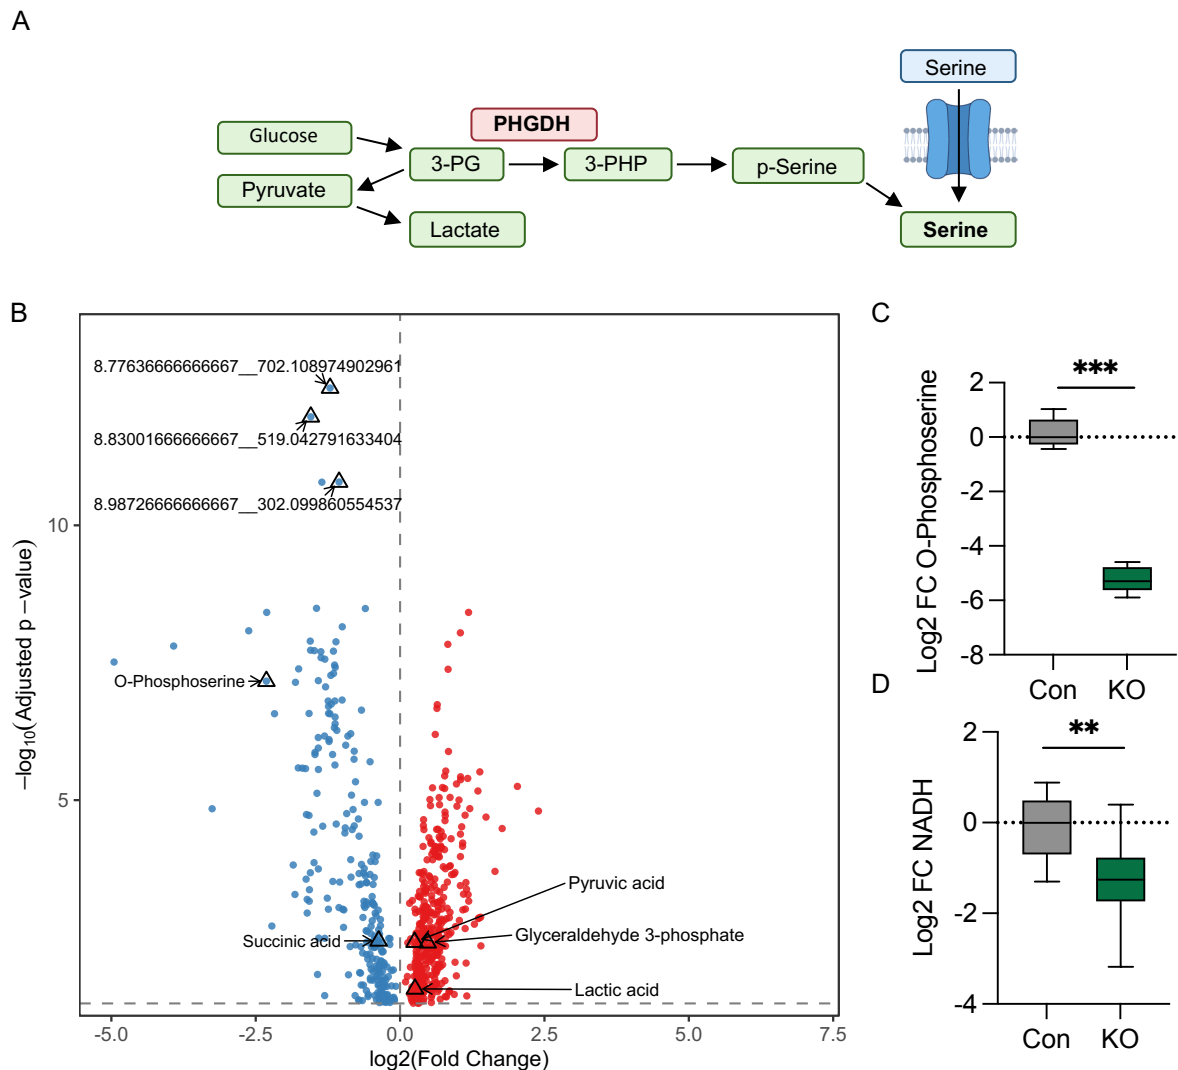 A
Serine
PHGDH
Glucose
3-PG
3-PHP
p-Serine
Pyruvate
Lactate
Serine
B
8.77636666666667__702.108974902961
8.83001666666667__519.042791633404
8.98726666666667__302.099860554537
10
5
−log10(Adjusted p−value)
O-Phosphoserine
Pyruvic acid
Succinic acid
Glyceraldehyde 3-phosphate
Lactic acid
-5.0 -2.5 0.0 2.5 5.0 7.5
log2(Fold Change)
C
***
2
0
-2
-4
-6
-8
Log2 FC O-Phosphoserine
Con KO
D
**
2
0
-2
-4
Log2 FC NADH
Con KO